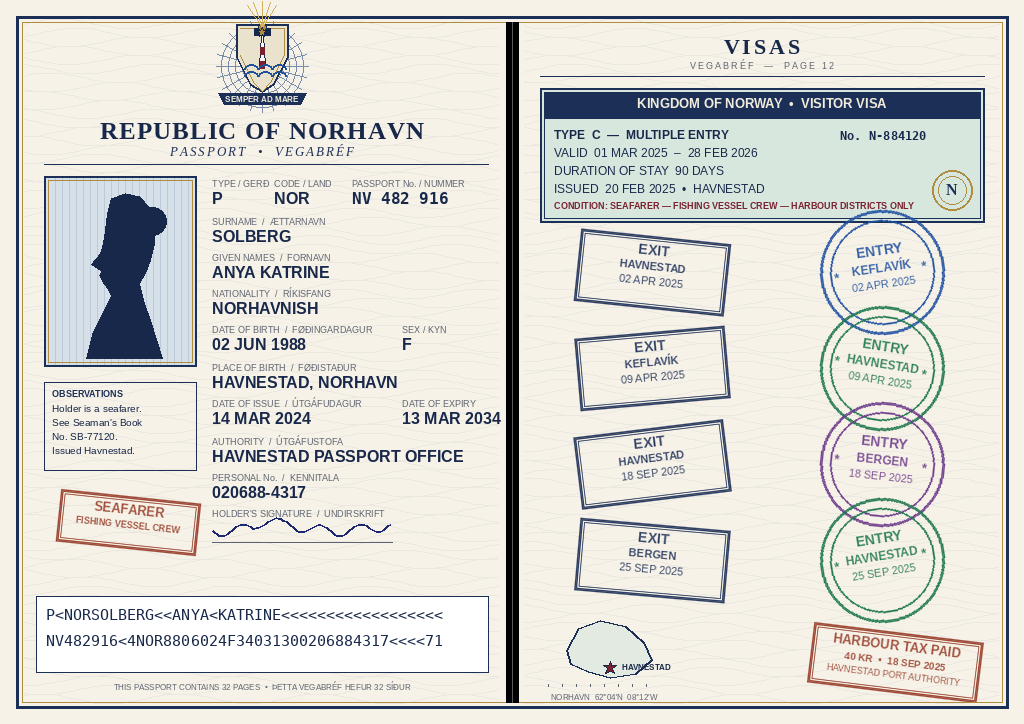 SEMPER AD MARE
REPUBLIC OF NORHAVN
PASSPORT • VEGABRÉF
TYPE / GERÐ CODE / LAND PASSPORT No. / NUMMER
P NOR NV 482 916
SURNAME / ÆTTARNAVN
SOLBERG
GIVEN NAMES / FORNAVN
ANYA KATRINE
NATIONALITY / RÍKISFANG
NORHAVNISH
DATE OF BIRTH / FØÐINGARDAGUR SEX / KYN
02 JUN 1988 F
PLACE OF BIRTH / FØÐISTAÐUR
HAVNESTAD, NORHAVN
DATE OF ISSUE / ÚTGÁFUDAGUR DATE OF EXPIRY
14 MAR 2024 13 MAR 2034
AUTHORITY / ÚTGÁFUSTOFA
HAVNESTAD PASSPORT OFFICE
PERSONAL No. / KENNITALA
020688-4317
HOLDER'S SIGNATURE / UNDIRSKRIFT
OBSERVATIONS
Holder is a seafarer.
See Seaman's Book
No. SB-77120.
Issued Havnestad.
SEAFARER
FISHING VESSEL CREW
P<NORSOLBERG<<ANYA<KATRINE<<<<<<<<<<<<<<<<<<
NV482916<4NOR8806024F34031300206884317<<<<71
THIS PASSPORT CONTAINS 32 PAGES • ÞETTA VEGABRÉF HEFUR 32 SÍÐUR
VISAS
VEGABRÉF — PAGE 12
KINGDOM OF NORWAY • VISITOR VISA
TYPE C — MULTIPLE ENTRY No. N-884120
VALID 01 MAR 2025 – 28 FEB 2026
DURATION OF STAY 90 DAYS
ISSUED 20 FEB 2025 • HAVNESTAD
N
CONDITION: SEAFARER — FISHING VESSEL CREW — HARBOUR DISTRICTS ONLY
EXIT
HAVNESTAD
02 APR 2025
ENTRY
* KEFLAVÍK *
02 APR 2025
EXIT
KEFLAVÍK
09 APR 2025
ENTRY
* HAVNESTAD *
09 APR 2025
EXIT
HAVNESTAD
18 SEP 2025
ENTRY
* BERGEN *
18 SEP 2025
EXIT
BERGEN
25 SEP 2025
ENTRY
* HAVNESTAD *
25 SEP 2025
HAVNESTAD
NORHAVN 62°04'N 08°12'W
HARBOUR TAX PAID
40 KR • 18 SEP 2025
HAVNESTAD PORT AUTHORITY